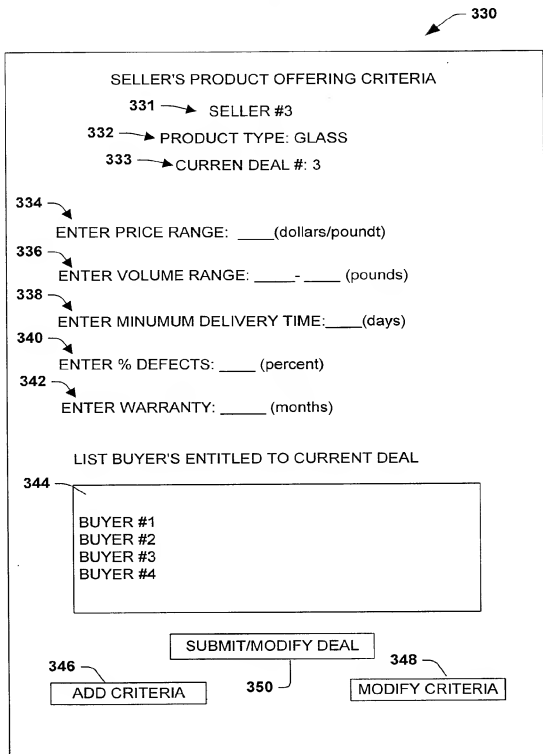 330
SELLER'S PRODUCT OFFERING CRITERIA
331 SELLER #3
332 PRODUCT TYPE: GLASS
333 CURREN DEAL #: 3
334
ENTER PRICE RANGE: ____(dollars/poundt)
336
ENTER VOLUME RANGE: _____- ____ (pounds)
338
ENTER MINUMUM DELIVERY TIME:____(days)
340
ENTER % DEFECTS: _____ (percent)
342
ENTER WARRANTY: _____ (months)
LIST BUYER'S ENTITLED TO CURRENT DEAL
344
BUYER #1
BUYER #2
BUYER #3
BUYER #4
SUBMIT/MODIFY DEAL
346 350 348
ADD CRITERIA MODIFY CRITERIA